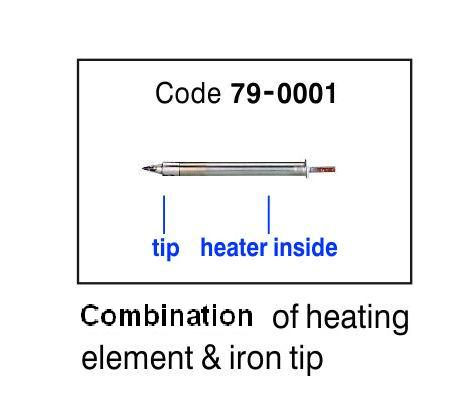 Code 79-0001
tip heater inside
Combination of heating
element & iron tip